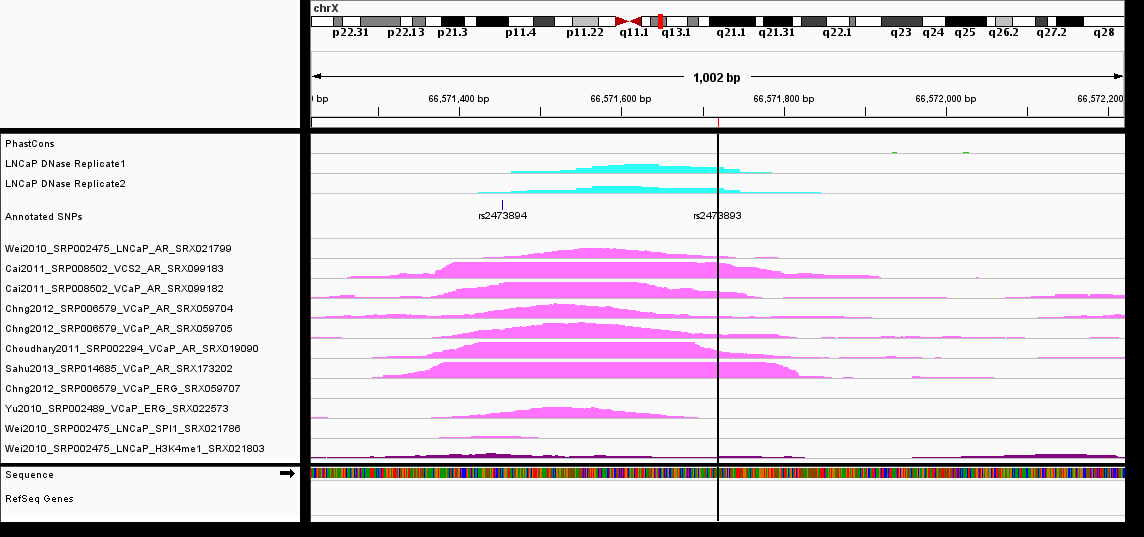 chrX
p22.31 p22.13 p21.3 p11.4 p11.22 q11.1 q13.1 q21.1 q21.31 q22.1 q23 q24 q25 q26.2 q27.2 q28
1,002 bp
bp 66,571,400 bp 66,571,600 bp 66,571,800 bp 66,572,000 bp 66,572,200
PhastCons
LNCaP DNase Replicate1
LNCaP DNase Replicate2
Annotated SNPs rs2473894 rs2473893
Wei2010_SRP002475_LNCaP_AR_SRX021799
Cai2011_SRP008502_VCS2_AR_SRX099183
Cai2011_SRP008502_VCaP_AR_SRX099182
Chng2012_SRP006579_VCaP_AR_SRX059704
Chng2012_SRP006579_VCaP_AR_SRX059705
Choudhary2011_SRP002294_VCaP_AR_SRX019090
Sahu2013_SRP014685_VCaP_AR_SRX173202
Chng2012_SRP006579_VCaP_ERG_SRX059707
Yu2010_SRP002489_VCaP_ERG_SRX022573
Wei2010_SRP002475_LNCaP_SPI1_SRX021786
Wei2010_SRP002475_LNCaP_H3K4me1_SRX021803
Sequence
RefSeq Genes